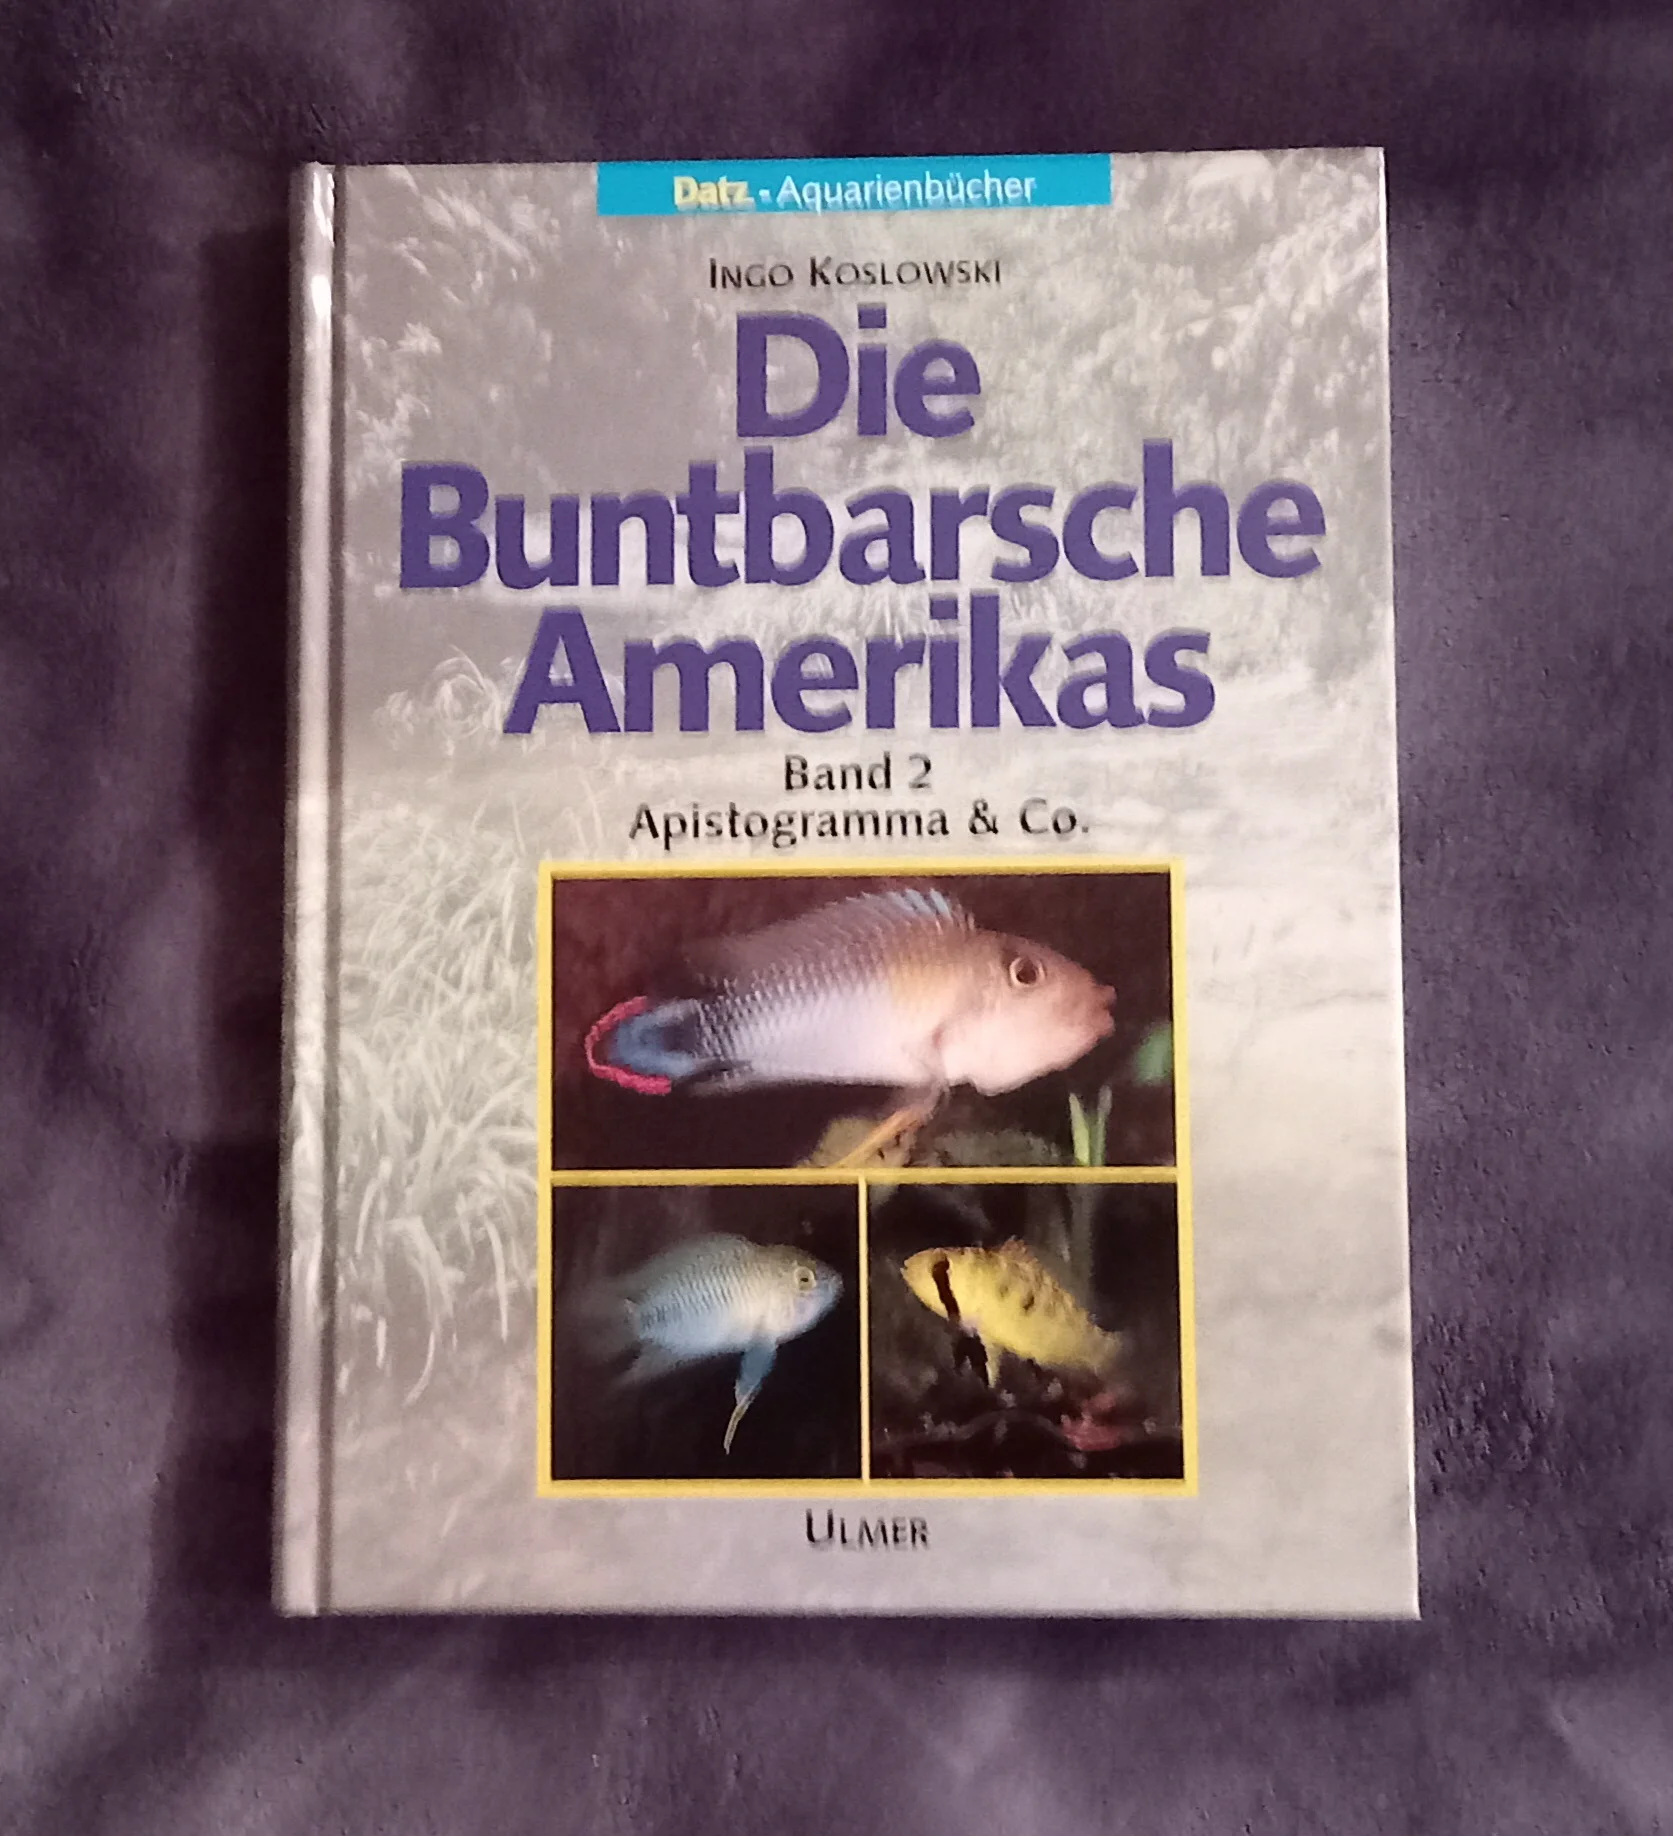 Datz - Aquarienbücher
INGO KOSLOWSKI
Die
Buntbarsche
Amerikas
Band 2
Apistogramma & Co.
ULMER